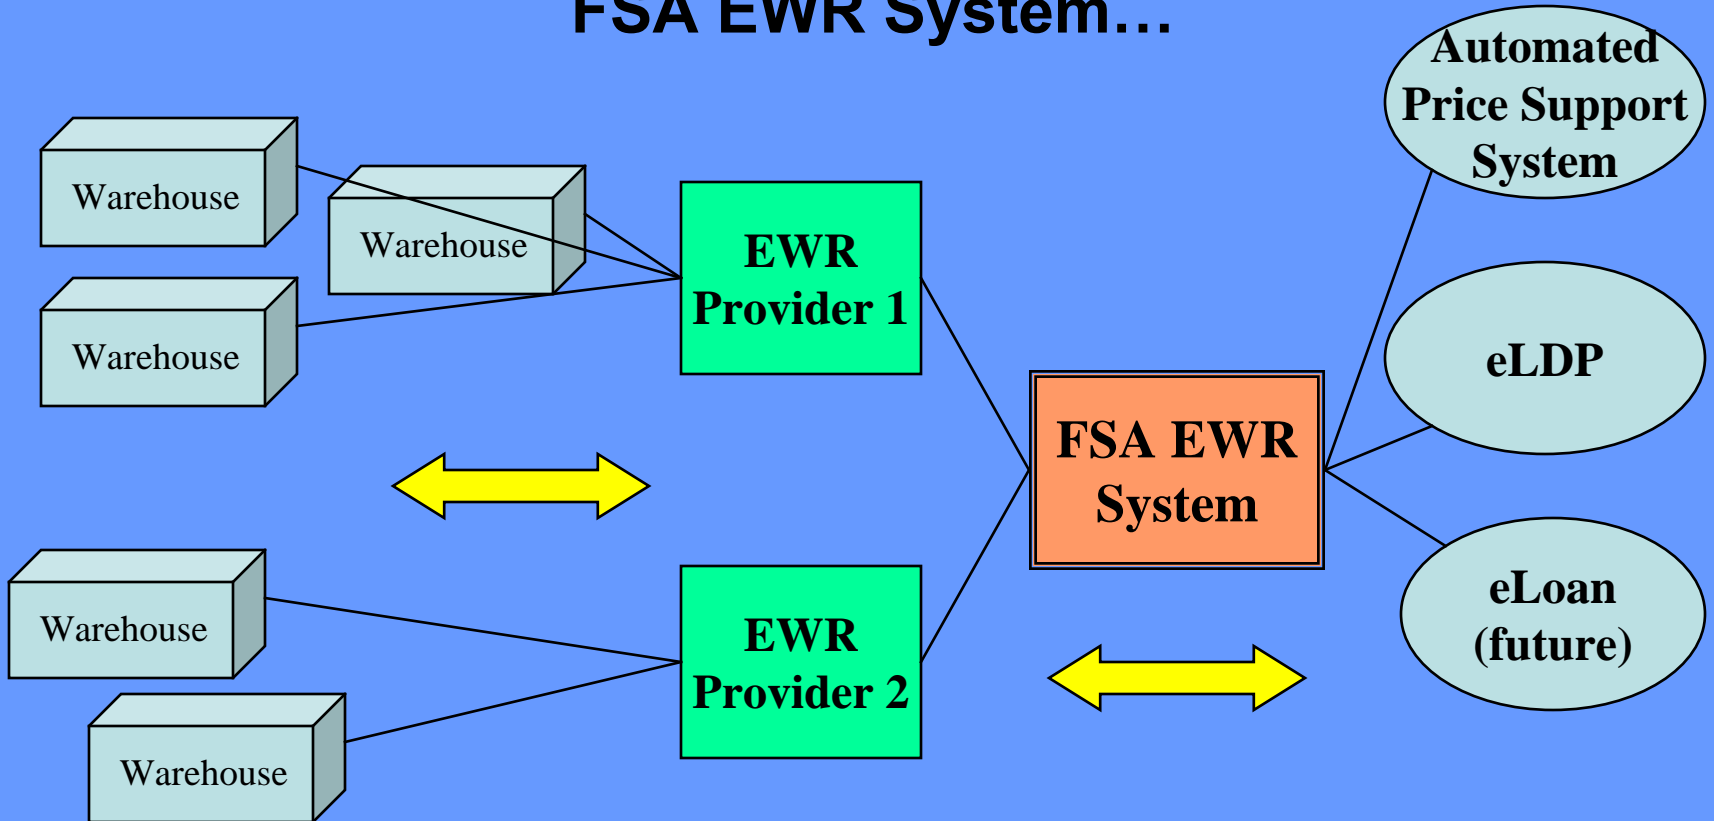 FSA EWR System…
Automated
Price Support
System
Warehouse
Warehouse
Warehouse
EWR
Provider 1
eLDP
FSA EWR
System
eLoan
(future)
Warehouse
Warehouse
EWR
Provider 2